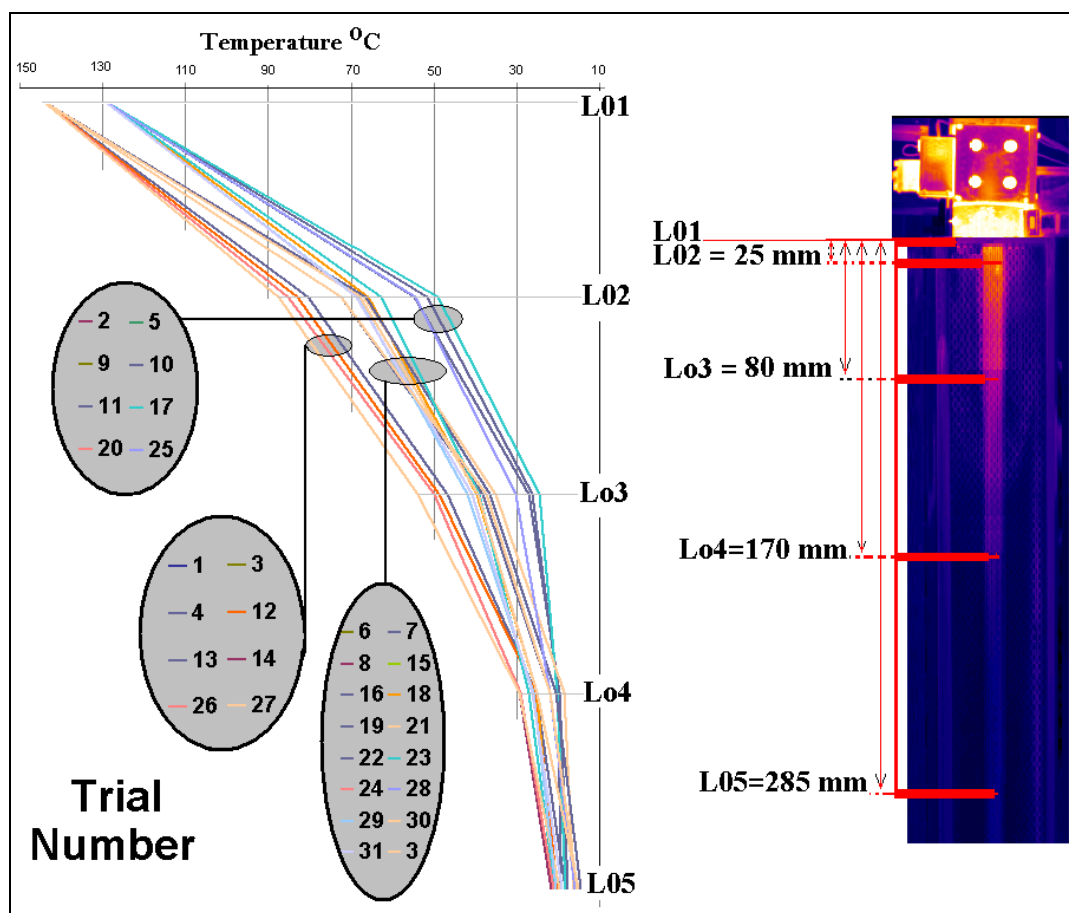 Temperature ⁰C
150 130 110 90 70 50 30 10
L01
L02
Lo3
Lo4
L05
2 5
9 10
11 17
20 25
1 3
4 12
13 14
26 27
6 7
8 15
16 18
19 21
22 23
24 28
29 30
31 3
Trial
Number
L01
L02 = 25 mm
Lo3 = 80 mm
Lo4=170 mm
L05=285 mm